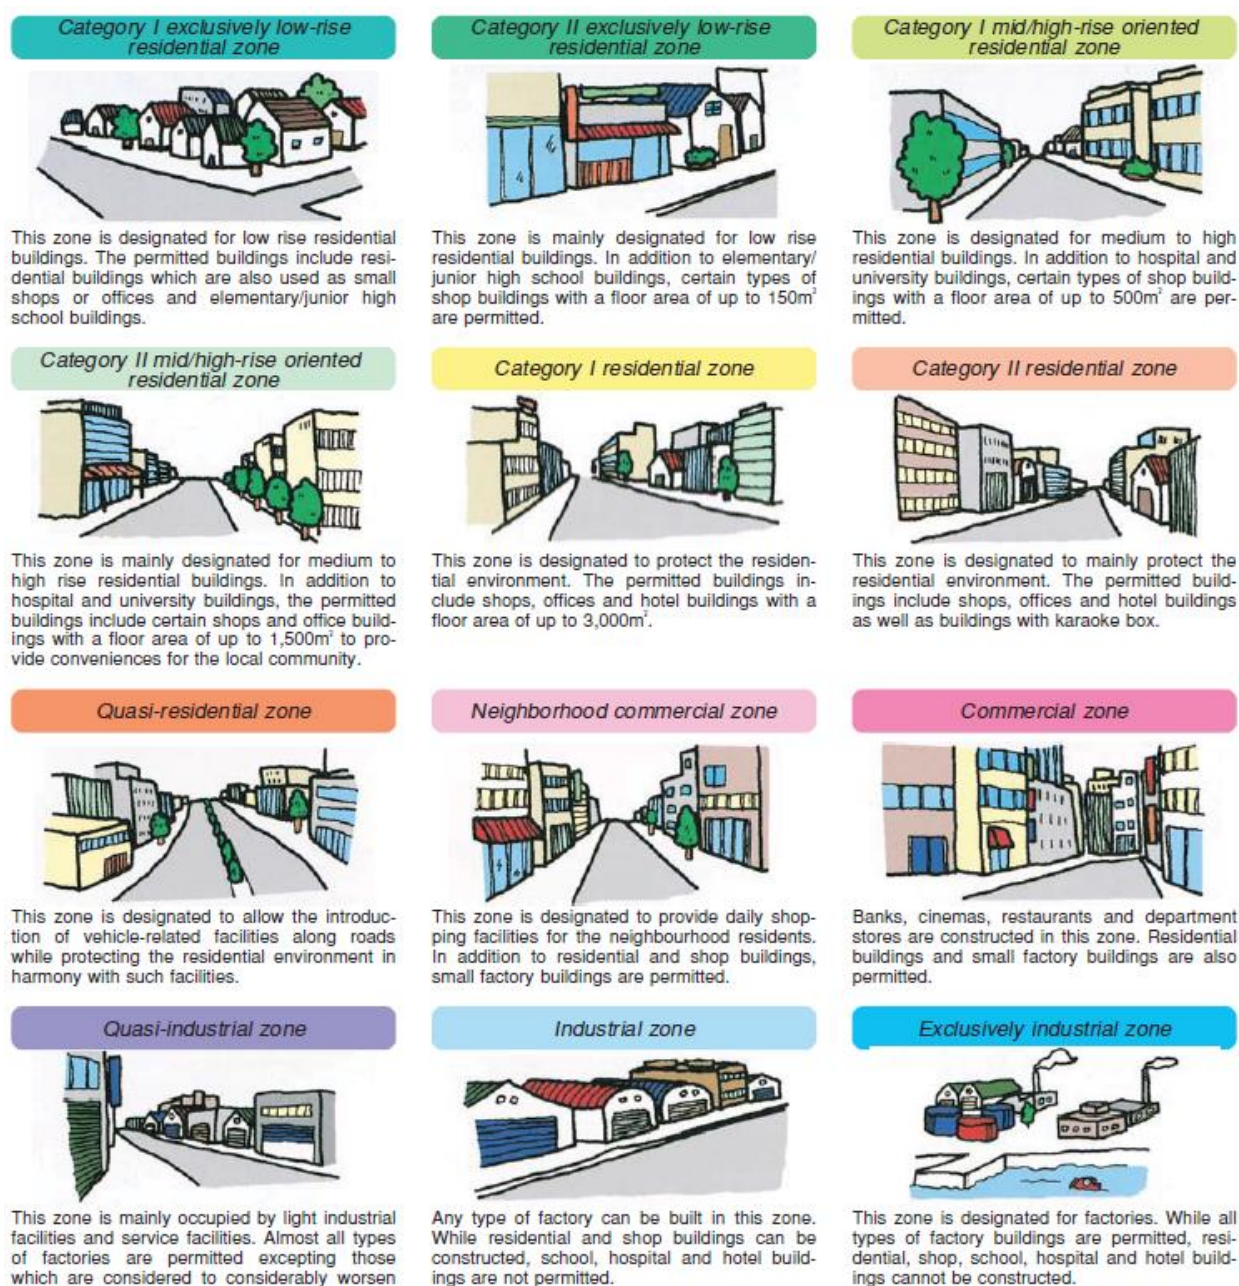 Category I exclusively low-rise
residential zone
This zone is designated for low rise residential
buildings. The permitted buildings include resi-
dential buildings which are also used as small
shops or offices and elementary/junior high
school buildings.
Category II exclusively low-rise
residential zone
This zone is mainly designated for low rise
residential buildings. In addition to elementary/
junior high school buildings, certain types of
shop buildings with a floor area of up to 150m²
are permitted.
Category I mid/high-rise oriented
residential zone
This zone is designated for medium to high
residential buildings. In addition to hospital and
university buildings, certain types of shop build-
ings with a floor area of up to 500m² are per-
mitted.
Category II mid/high-rise oriented
residential zone
This zone is mainly designated for medium to
high rise residential buildings. In addition to
hospital and university buildings, the permitted
buildings include certain shops and office build-
ings with a floor area of up to 1,500m² to pro-
vide conveniences for the local community.
Category I residential zone
This zone is designated to protect the residen-
tial environment. The permitted buildings in-
clude shops, offices and hotel buildings with a
floor area of up to 3,000m².
Category II residential zone
This zone is designated to mainly protect the
residential environment. The permitted build-
ings include shops, offices and hotel buildings
as well as buildings with karaoke box.
Quasi-residential zone
This zone is designated to allow the introduc-
tion of vehicle-related facilities along roads
while protecting the residential environment in
harmony with such facilities.
Neighborhood commercial zone
This zone is designated to provide daily shop-
ping facilities for the neighbourhood residents.
In addition to residential and shop buildings,
small factory buildings are permitted.
Commercial zone
Banks, cinemas, restaurants and department
stores are constructed in this zone. Residential
buildings and small factory buildings are also
permitted.
Quasi-industrial zone
This zone is mainly occupied by light industrial
facilities and service facilities. Almost all types
of factories are permitted excepting those
which are considered to considerably worsen
Industrial zone
Any type of factory can be built in this zone.
While residential and shop buildings can be
constructed, school, hospital and hotel build-
ings are not permitted.
Exclusively industrial zone
This zone is designated for factories. While all
types of factory buildings are permitted, resi-
dential, shop, school, hospital and hotel build-
ings cannot be constructed.